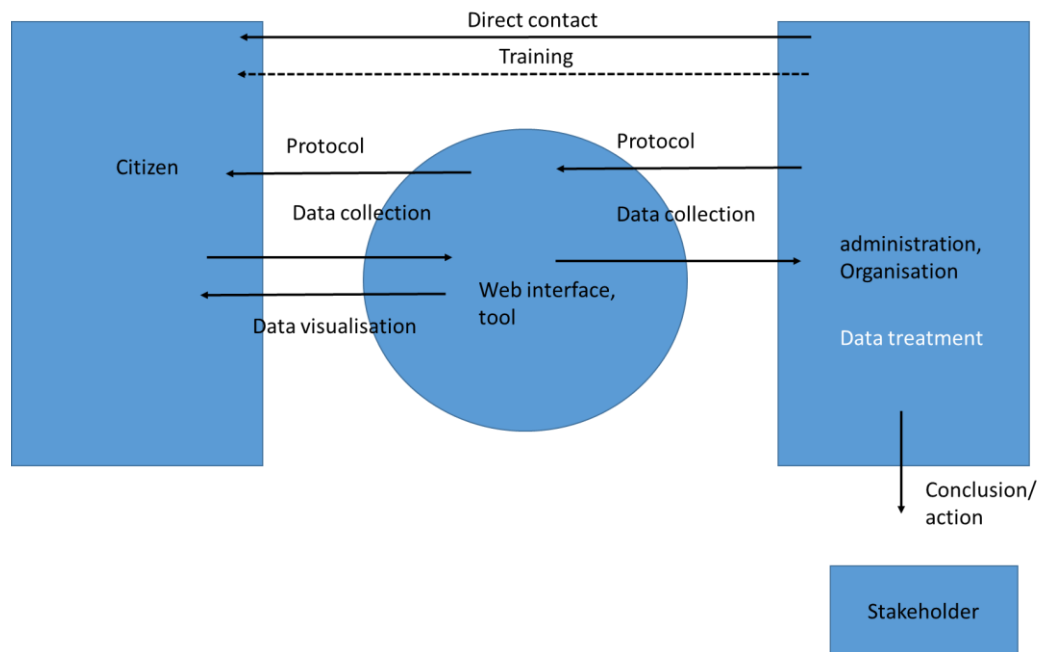 Direct contact
Training
Protocol
Protocol
Citizen
Data collection
Data collection
administration,
Organisation
Web interface,
tool
Data visualisation
Data treatment
Conclusion/
action
Stakeholder